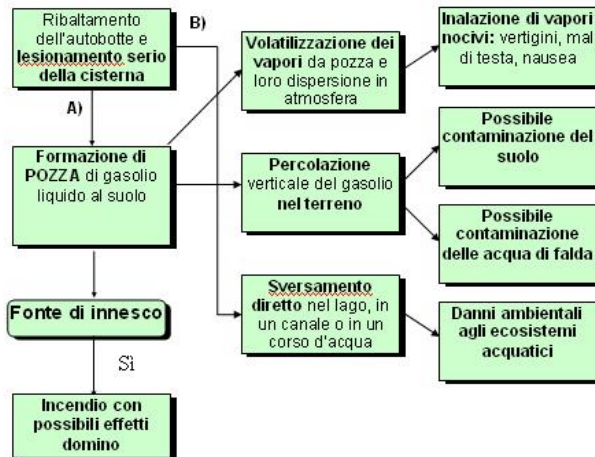 Ribaltamento
dell'autobotte e
lesionamento serio
della cisterna
B)
A)
Formazione di
POZZA di gasolio
liquido al suolo
Fonte di innesco
Sì
Incendio con
possibili effetti
domino
Volatilizzazione dei
vapori da pozza e
loro dispersione in
atmosfera
Percolazione
verticale del gasolio
nel terreno
Sversamento
diretto nel lago, in
un canale o in un
corso d'acqua
Inalazione di vapori
nocivi: vertigini, mal
di testa, nausea
Possibile
contaminazione del
suolo
Possibile
contaminazione
delle acqua di falda
Danni ambientali
agli ecosistemi
acquatici